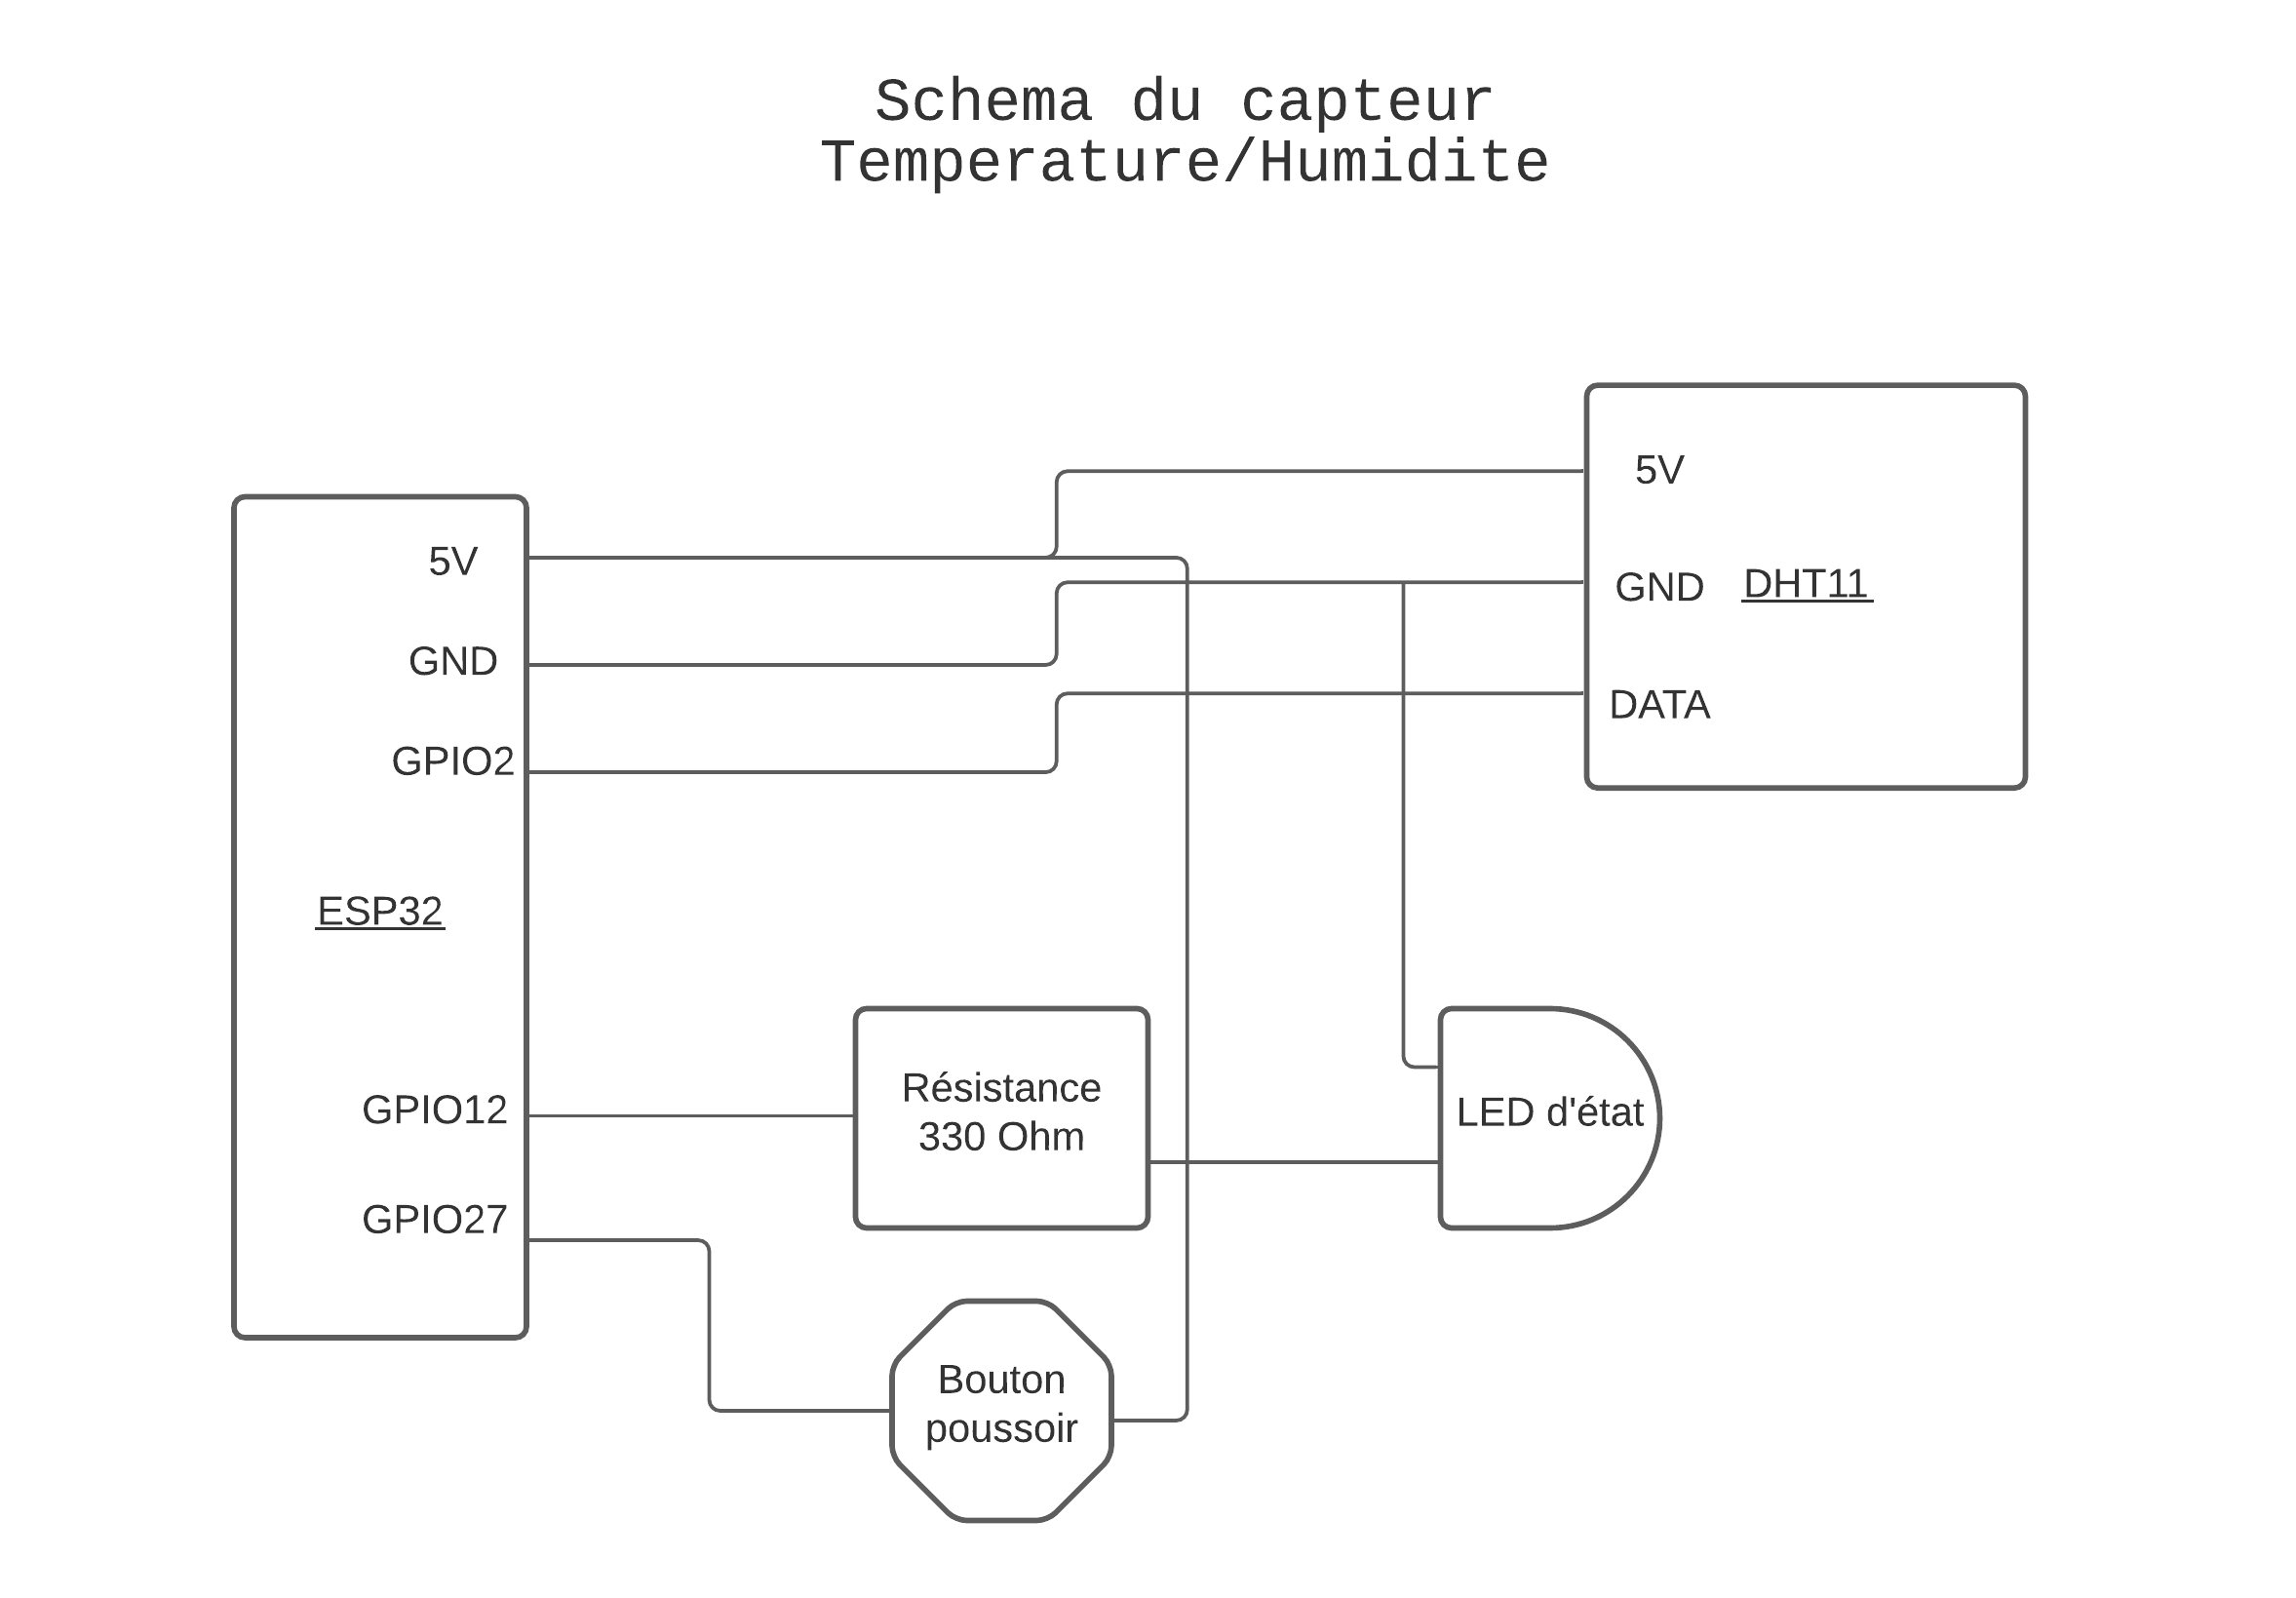 Schema du capteur
Temperature/Humidite
5V
GND
GPIO2
ESP32
GPIO12
GPIO27
5V
GND
DHT11
DATA
Résistance
330 Ohm
LED d'état
Bouton
poussoir